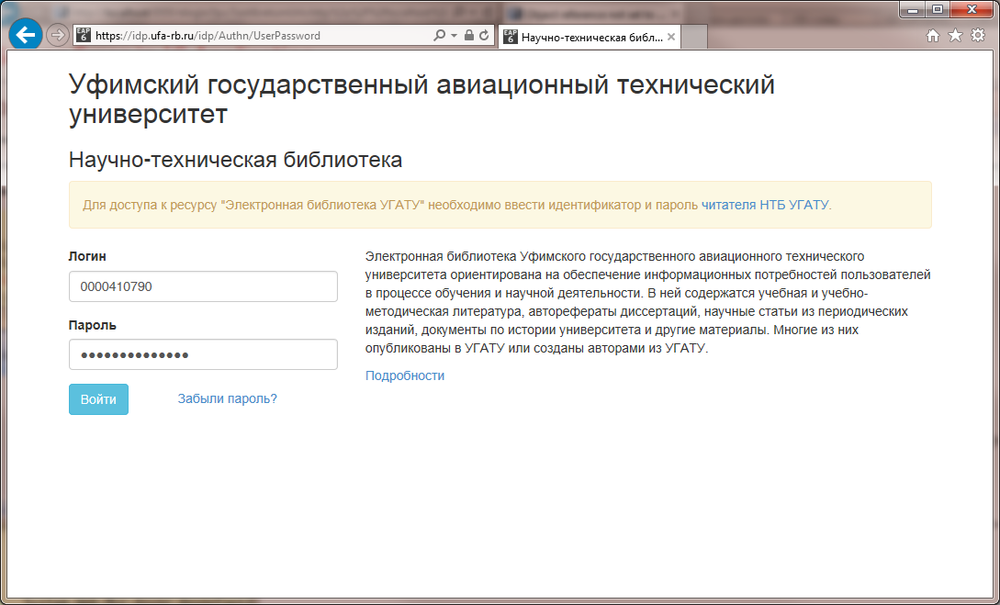 EAP
6
https://idp.ufa-rb.ru/idp/Authn/UserPassword
EAP
6
Научно-техническая библ...
Уфимский государственный авиационный технический
университет
Научно-техническая библиотека
Для доступа к ресурсу "Электронная библиотека УГАТУ" необходимо ввести идентификатор и пароль читателя НТБ УГАТУ.
Логин
0000410790
Пароль
Войти
Забыли пароль?
Электронная библиотека Уфимского государственного авиационного технического
университета ориентирована на обеспечение информационных потребностей пользователей
в процессе обучения и научной деятельности. В ней содержатся учебная и учебно-
методическая литература, авторефераты диссертаций, научные статьи из периодических
изданий, документы по истории университета и другие материалы. Многие из них
опубликованы в УГАТУ или созданы авторами из УГАТУ.
Подробности